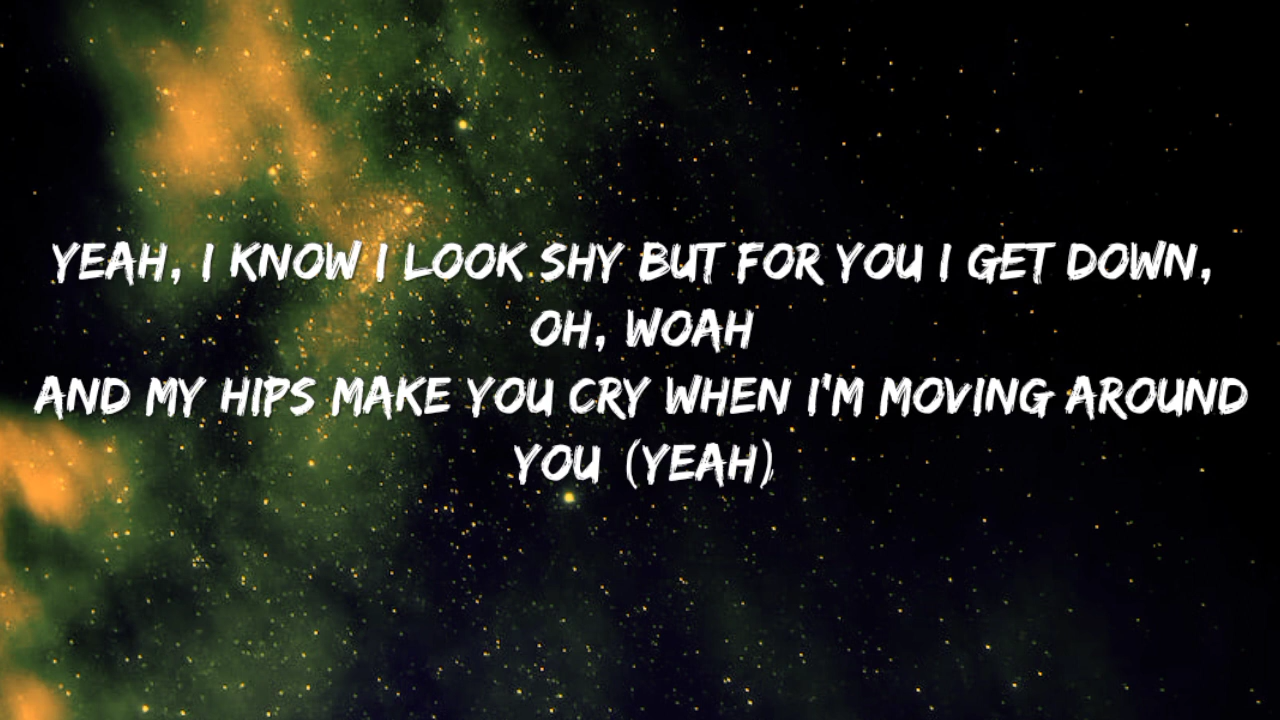 YEAH, I KNOW I LOOK SHY BUT FOR YOU I GET DOWN,
OH, WOAH
AND MY HIPS MAKE YOU CRY WHEN I'M MOVING AROUND
YOU (YEAH)